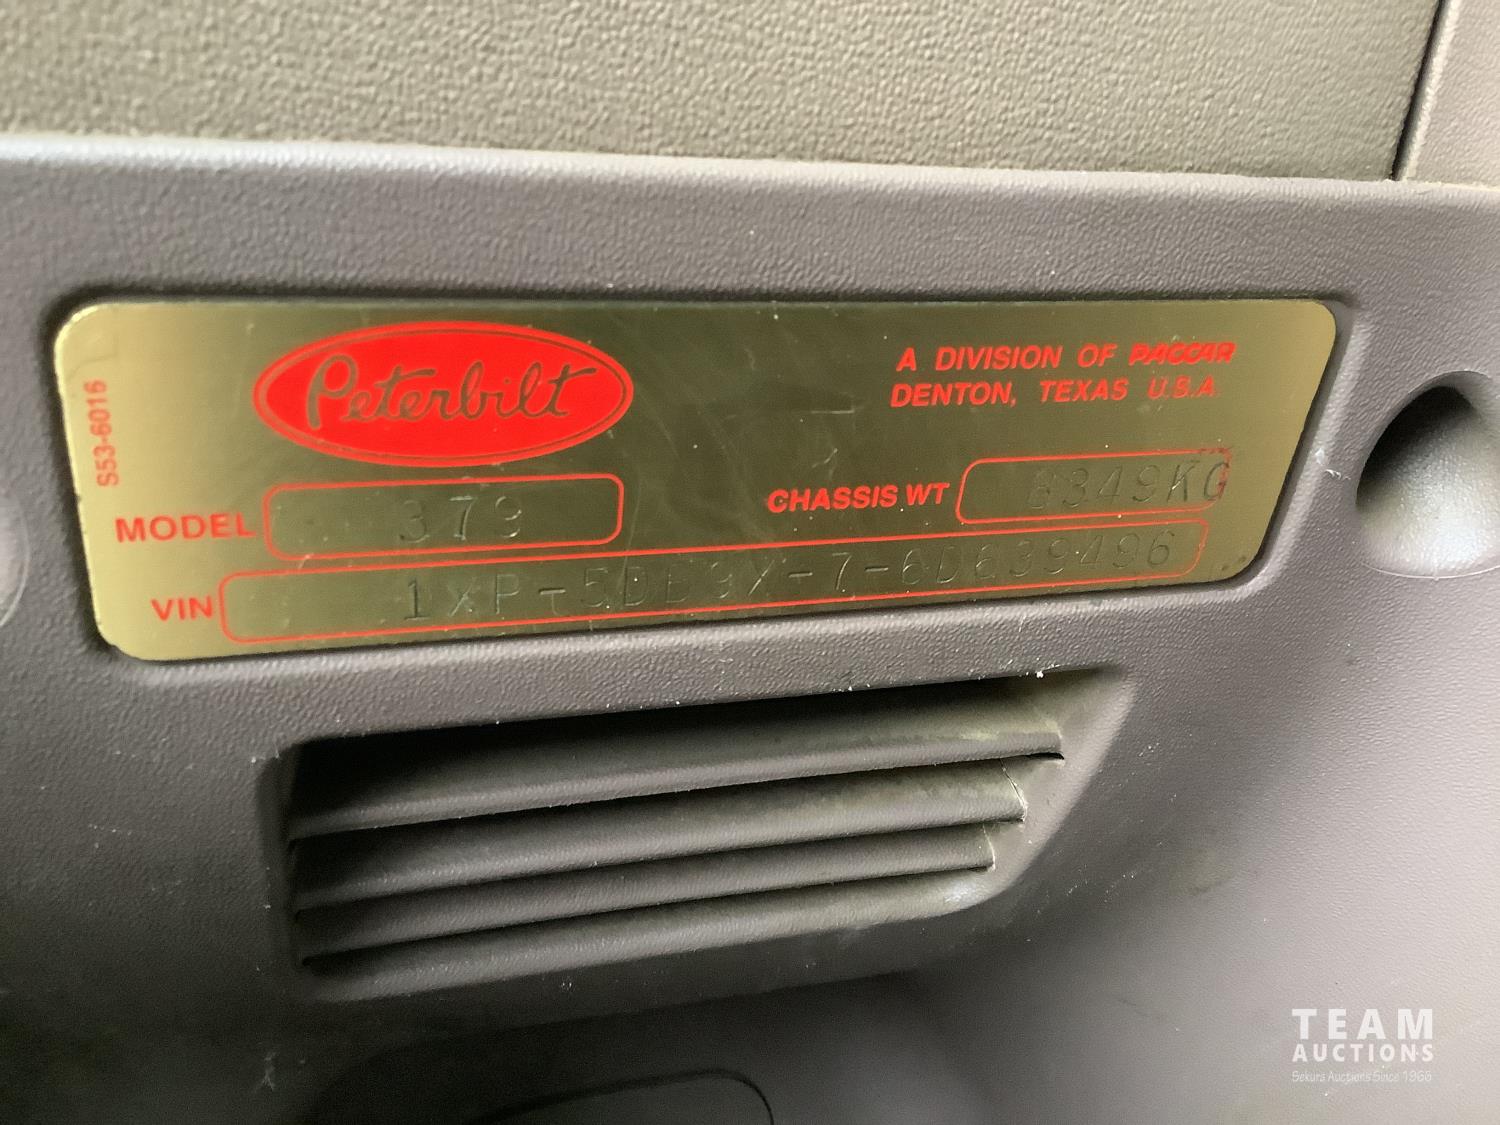 Peterbilt
A DIVISION OF PACCAR
DENTON, TEXAS U.S.A.
S53-6016
MODEL 379
CHASSIS WT 8349KG
VIN 1XP-5DB9X-7-6D639496
TEAM
AUCTIONS
Sekura Auctions Since 1966